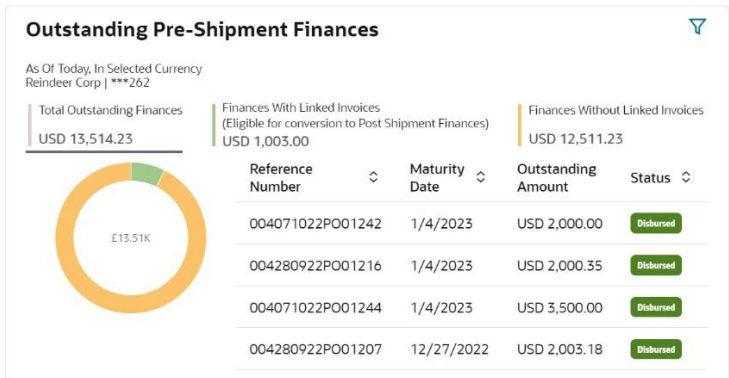 Outstanding Pre-Shipment Finances
As Of Today, In Selected Currency
Reindeer Corp | ***262
Total Outstanding Finances
USD 13,514.23
Finances With Linked Invoices
(Eligible for conversion to Post Shipment Finances)
USD 1,003.00
Finances Without Linked Invoices
USD 12,511.23
£13.51K
Reference Number
Maturity Date
Outstanding Amount
Status
004071022PO01242 1/4/2023 USD 2,000.00 Disbursed
004280922PO01216 1/4/2023 USD 2,000.35 Disbursed
004071022PO01244 1/4/2023 USD 3,500.00 Disbursed
004280922PO01207 12/27/2022 USD 2,003.18 Disbursed